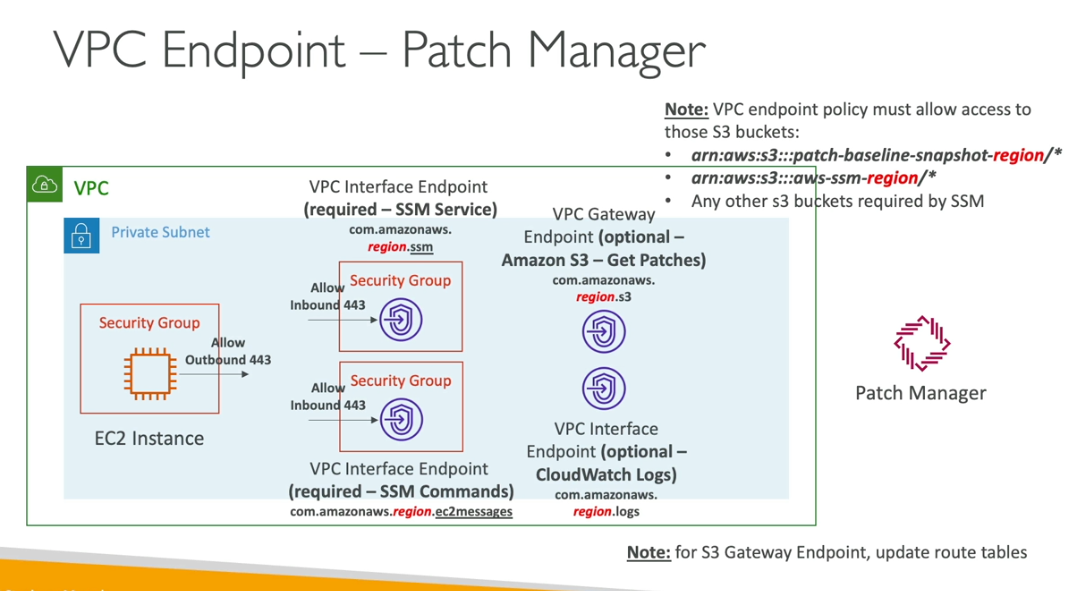 VPC Endpoint – Patch Manager
Note: VPC endpoint policy must allow access to
those S3 buckets:
• arn:aws:s3:::patch-baseline-snapshot-region/*
• arn:aws:s3:::aws-ssm-region/*
• Any other s3 buckets required by SSM
VPC
Private Subnet
VPC Interface Endpoint
(required – SSM Service)
com.amazonaws.
region.ssm
VPC Gateway
Endpoint (optional –
Amazon S3 – Get Patches)
com.amazonaws.
region.s3
Security Group
Allow
Outbound 443
EC2 Instance
Security Group
Allow
Inbound 443
Security Group
Allow
Inbound 443
VPC Interface Endpoint
(required – SSM Commands)
com.amazonaws.region.ec2messages
VPC Interface
Endpoint (optional –
CloudWatch Logs)
com.amazonaws.
region.logs
Patch Manager
Note: for S3 Gateway Endpoint, update route tables